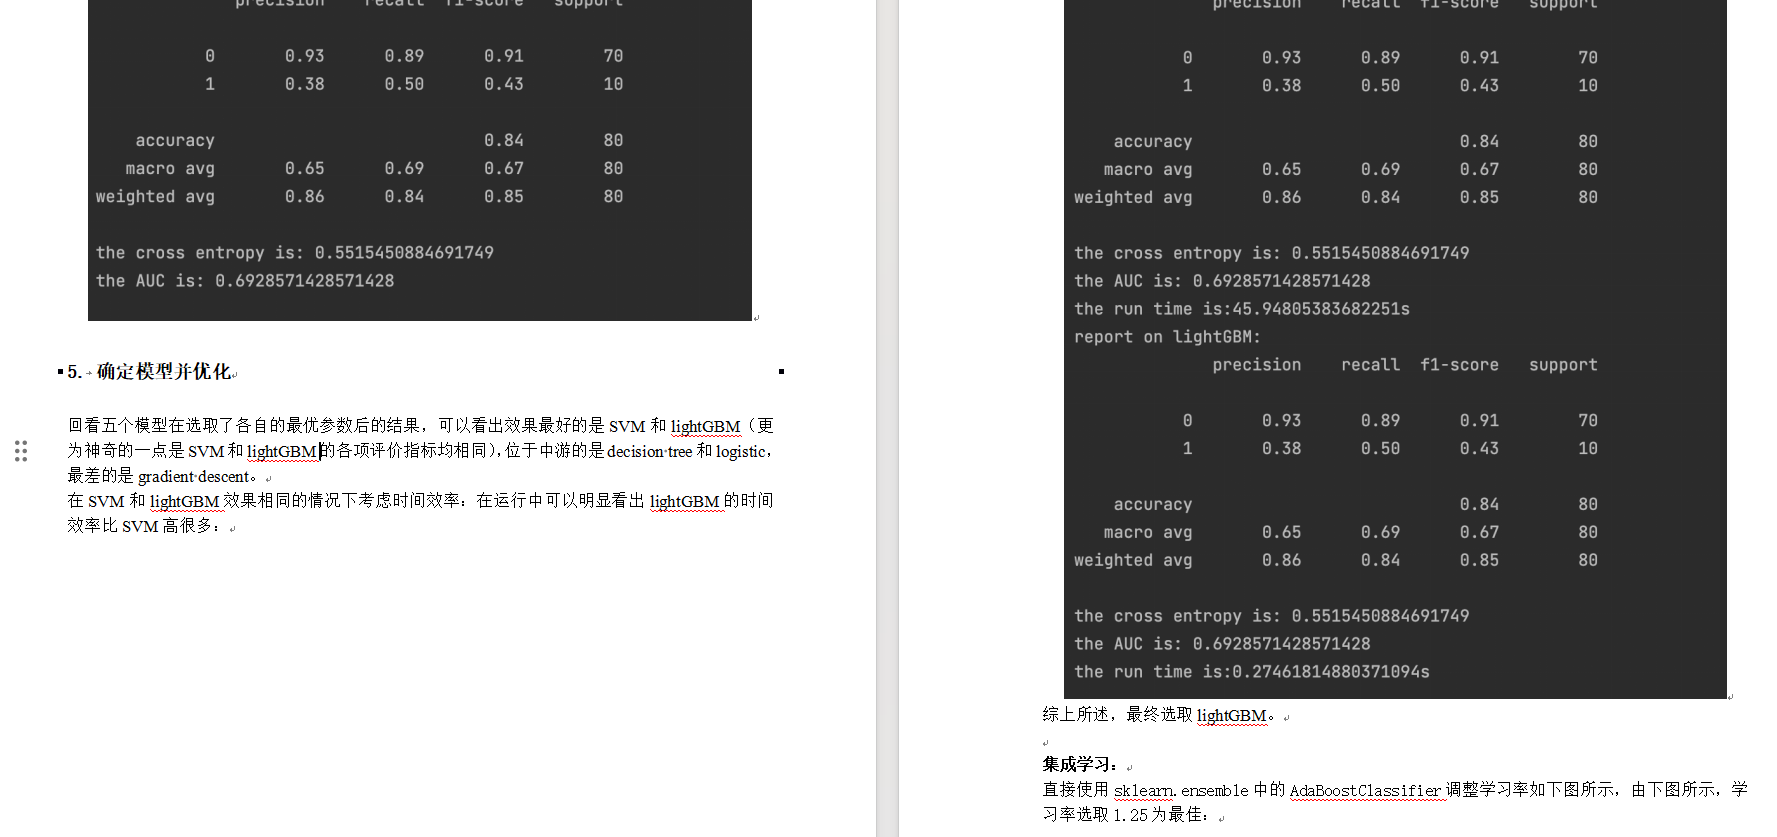 precision recall f1-score support
0 0.93 0.89 0.91 70
1 0.38 0.50 0.43 10
accuracy 0.84 80
macro avg 0.65 0.69 0.67 80
weighted avg 0.86 0.84 0.85 80
the cross entropy is: 0.5515450884691749
the AUC is: 0.6928571428571428
5. 确定模型并优化
回看五个模型在选取了各自的最优参数后的结果，可以看出效果最好的是 SVM 和 lightGBM（更
为神奇的一点是 SVM 和 lightGBM 的各项评价指标均相同），位于中游的是 decision tree 和 logistic，
最差的是 gradient descent。
在 SVM 和 lightGBM 效果相同的情况下考虑时间效率：在运行中可以明显看出 lightGBM 的时间
效率比 SVM 高很多：
precision recall f1-score support
0 0.93 0.89 0.91 70
1 0.38 0.50 0.43 10
accuracy 0.84 80
macro avg 0.65 0.69 0.67 80
weighted avg 0.86 0.84 0.85 80
the cross entropy is: 0.5515450884691749
the AUC is: 0.6928571428571428
the run time is:45.94805383682251s
report on lightGBM:
precision recall f1-score support
0 0.93 0.89 0.91 70
1 0.38 0.50 0.43 10
accuracy 0.84 80
macro avg 0.65 0.69 0.67 80
weighted avg 0.86 0.84 0.85 80
the cross entropy is: 0.5515450884691749
the AUC is: 0.6928571428571428
the run time is:0.27461814880371094s
综上所述，最终选取 lightGBM。
集成学习：
直接使用 sklearn.ensemble 中的 AdaBoostClassifier 调整学习率如下图所示，由下图所示，学
习率选取 1.25 为最佳：